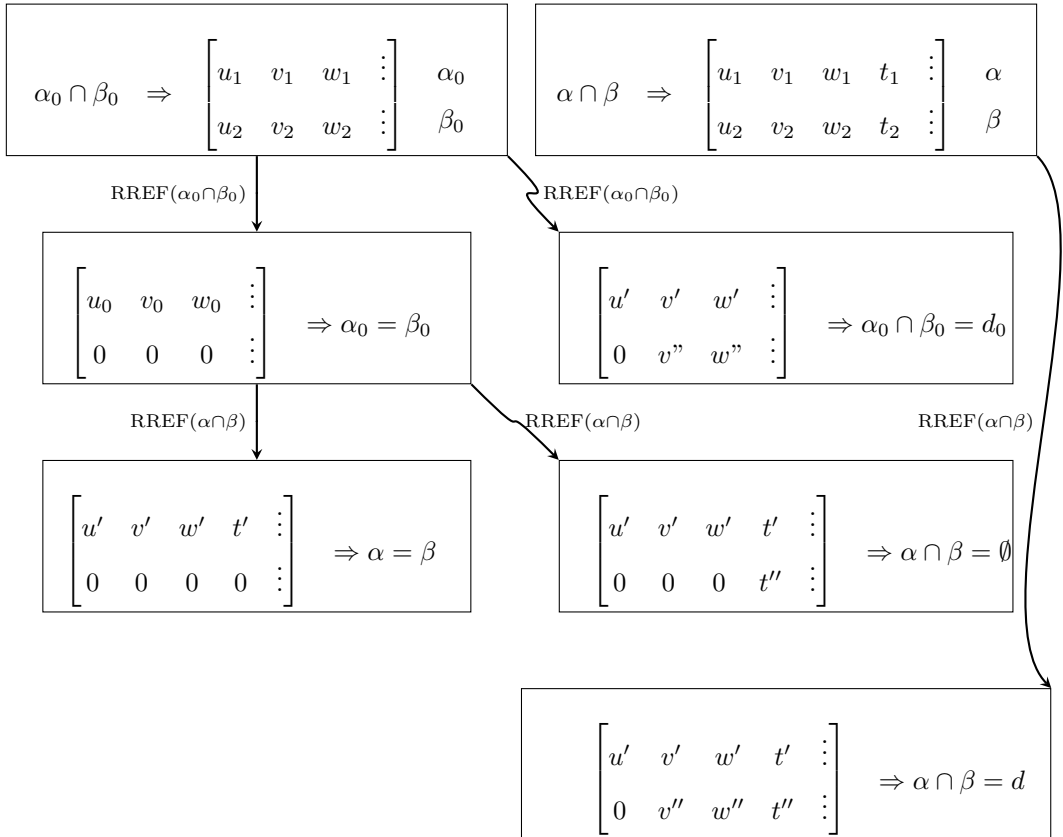 α₀ ∩ β₀ ⇒ [u₁ v₁ w₁ ⋮] α₀
[u₂ v₂ w₂ ⋮] β₀
α ∩ β ⇒ [u₁ v₁ w₁ t₁ ⋮] α
[u₂ v₂ w₂ t₂ ⋮] β
RREF(α₀∩β₀)
RREF(α₀∩β₀)
[u₀ v₀ w₀ ⋮]
[0 0 0 ⋮] ⇒ α₀ = β₀
[u′ v′ w′ ⋮]
[0 v” w” ⋮] ⇒ α₀ ∩ β₀ = d₀
RREF(α∩β)
RREF(α∩β)
RREF(α∩β)
[u′ v′ w′ t′ ⋮]
[0 0 0 0 ⋮] ⇒ α = β
[u′ v′ w′ t′ ⋮]
[0 0 0 t′′ ⋮] ⇒ α ∩ β = ∅
[u′ v′ w′ t′ ⋮]
[0 v′′ w′′ t′′ ⋮] ⇒ α ∩ β = d